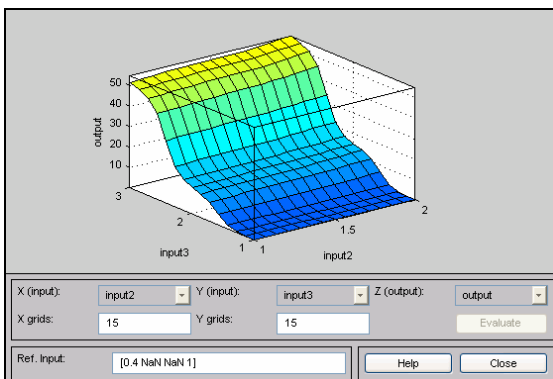 50
40
30
20
10
output
3
2
1
input3
1
1.5
2
input2
X (input):
input2
Y (input):
input3
Z (output):
output
X grids:
15
Y grids:
15
Evaluate
Ref. Input:
[0.4 NaN NaN 1]
Help
Close